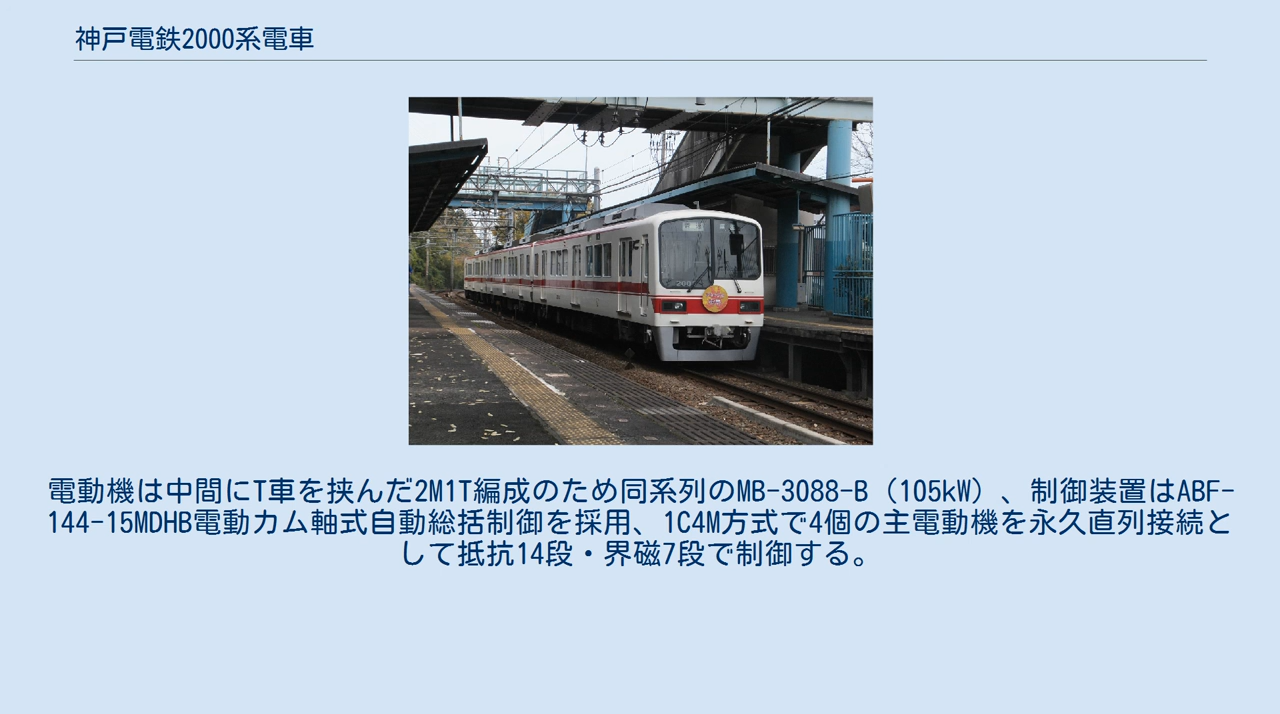 神戸電鉄2000系電車
電動機は中間にT車を挟んだ2M1T編成のため同系列のMB-3088-B（105kW）、制御装置はABF-
144-15MDHB電動カム軸式自動総括制御を採用、1C4M方式で4個の主電動機を永久直列接続と
して抵抗14段・界磁7段で制御する。